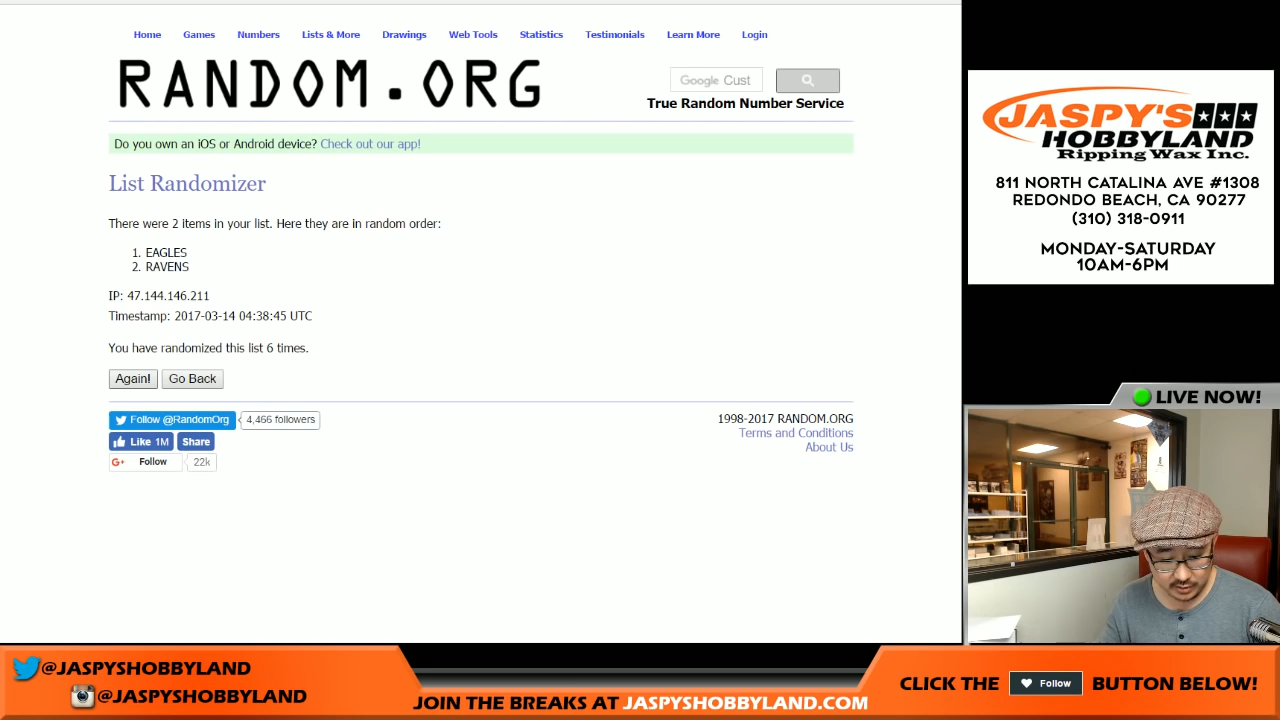 Home Games Numbers Lists & More Drawings Web Tools Statistics Testimonials Learn More Login
RANDOM.ORG
Google Cust
True Random Number Service
Do you own an iOS or Android device? Check out our app!
List Randomizer
There were 2 items in your list. Here they are in random order:
1. EAGLES
2. RAVENS
IP: 47.144.146.211
Timestamp: 2017-03-14 04:38:45 UTC
You have randomized this list 6 times.
Again! Go Back
Follow @RandomOrg 4,466 followers
Like 1M Share
G+ Follow 22k
1998-2017 RANDOM.ORG
Terms and Conditions
About Us
JASPY'S
HOBBYLAND
Ripping Wax Inc.
811 NORTH CATALINA AVE #1308
REDONDO BEACH, CA 90277
(310) 318-0911
MONDAY-SATURDAY
10AM-6PM
LIVE NOW!
@JASPYSHOBBYLAND
@JASPYSHOBBYLAND
JOIN THE BREAKS AT JASPYSHOBBYLAND.COM
CLICK THE Follow BUTTON BELOW!